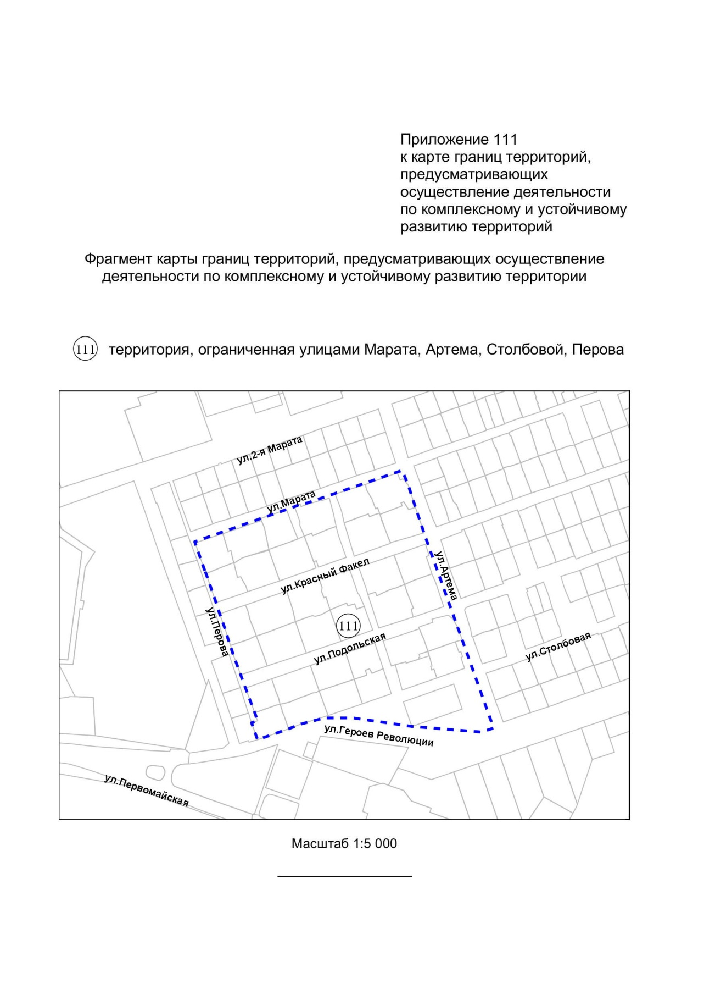 Приложение 111
к карте границ территорий,
предусматривающих
осуществление деятельности
по комплексному и устойчивому
развитию территорий
Фрагмент карты границ территорий, предусматривающих осуществление
деятельности по комплексному и устойчивому развитию территории
111 территория, ограниченная улицами Марата, Артема, Столбовой, Перова
ул.2-я Марата
ул.Марата
ул.Красный Факел
ул.Артема
ул.Перова
111
ул.Подольская
ул.Столбовая
ул.Героев Революции
ул.Первомайская
Масштаб 1:5 000